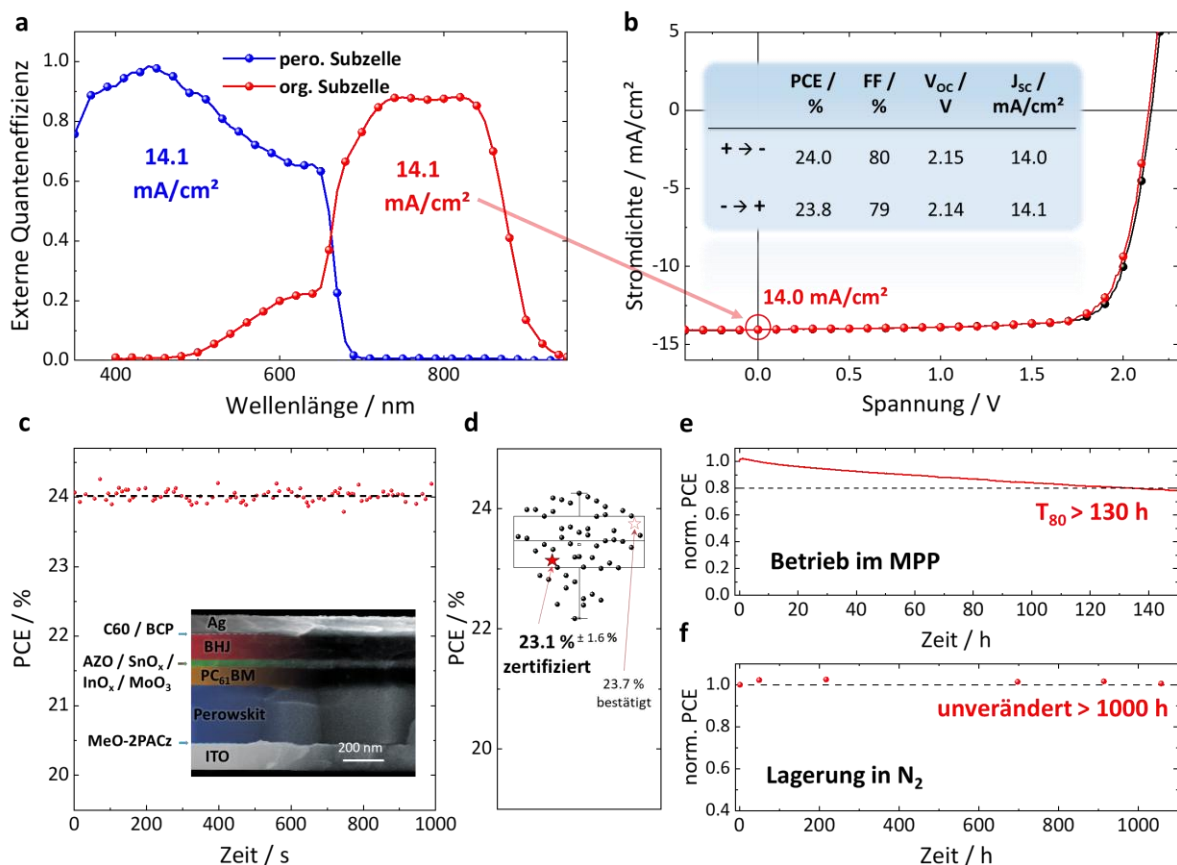 a
Externe Quanteneffizienz
1.0
0.8
0.6
0.4
0.2
0.0
pero. Subzelle
org. Subzelle
14.1
mA/cm²
14.1
mA/cm²
400
600
800
Wellenlänge / nm
b
Stromdichte / mA/cm²
5
0
-5
-10
-15
PCE / FF / V_OC / J_SC /
% % V mA/cm²
+ → - 24.0 80 2.15 14.0
- → + 23.8 79 2.14 14.1
14.0 mA/cm²
0.0 0.5 1.0 1.5 2.0
Spannung / V
c
PCE / %
24
23
22
21
20
C60 / BCP
AZO / SnOₓ /
InOₓ / MoO₃
MeO-2PACz
Ag
BHJ
PC₆₁BM
Perowskit
ITO
200 nm
0 200 400 600 800 1000
Zeit / s
d
PCE / %
24
22
20
23.1 % ± 1.6 %
zertifiziert
23.7 %
bestätigt
e
norm. PCE
1.0
0.8
0.6
0.4
0.2
0.0
T₈₀ > 130 h
Betrieb im MPP
0 20 40 60 80 100 120 140
Zeit / h
f
norm. PCE
1.0
0.8
0.6
0.4
unverändert > 1000 h
Lagerung in N₂
0 200 400 600 800 1000
Zeit / h